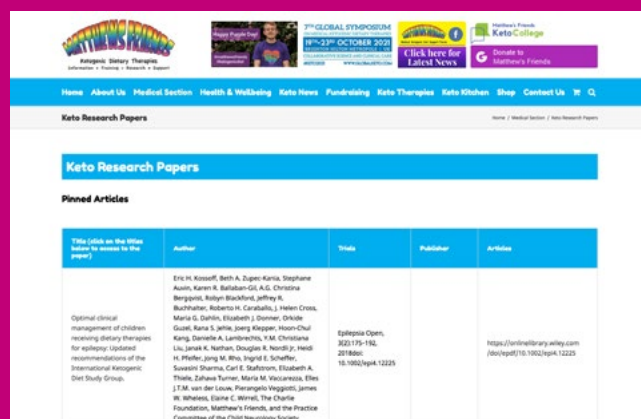 MATTHEWS FRIENDS
Ketogenic Dietary Therapies
Information • Training • Research • Support
Happy Purple Day!
7TH GLOBAL SYMPOSIUM
19TH-23RD OCTOBER 2021
BRIGHTON HILTON METROPOLE | UK
Click here for
Latest News
Matthew's Friends
KetoCollege
Donate to
Matthew's Friends
Home About Us Medical Section Health & Wellbeing Keto News Fundraising Keto Therapies Keto Kitchen Shop Contact Us
Keto Research Papers
Home / Medical Section / Keto Research Papers
Keto Research Papers
Pinned Articles
Title (click on the titles
below to access to the
paper)
Author
Trials
Publisher
Articles
Optimal clinical
management of children
receiving dietary therapies
for epilepsy: Updated
recommendations of the
International Ketogenic
Diet Study Group.
Eric H. Kossoff, Beth A. Zupec-Kania, Stephane
Auvin, Karen R. Ballaban-Gil, A.G. Christina
Bergqvist, Robyn Blackford, Jeffrey R.
Buchhalter, Roberto H. Caraballo, J. Helen Cross,
Maria G. Dahlin, Elizabeth J. Donner, Orkide
Guzel, Rana S. Jehle, Joerg Klepper, Hoon-Chul
Kang, Danielle A. Lambrechts, Y.M. Christiana
Liu, Janak K. Nathan, Douglas R. Nordli Jr, Heidi
H. Pfeifer, Jong M. Rho, Ingrid E. Scheffer,
Suvasini Sharma, Carl E. Stafstrom, Elizabeth A.
Thiele, Zahava Turner, Maria M. Vaccarezza, Elles
J.T.M. van der Louw, Pierangelo Veggiotti, James
W. Wheless, Elaine C. Wirrell, The Charlie
Foundation, Matthew's Friends, and the Practice
Committee of the Child Neurology Society
Epilepsia Open,
3(2):175–192,
2018doi:
10.1002/epi4.12225
https://onlinelibrary.wiley.com
/doi/epdf/10.1002/epi4.12225